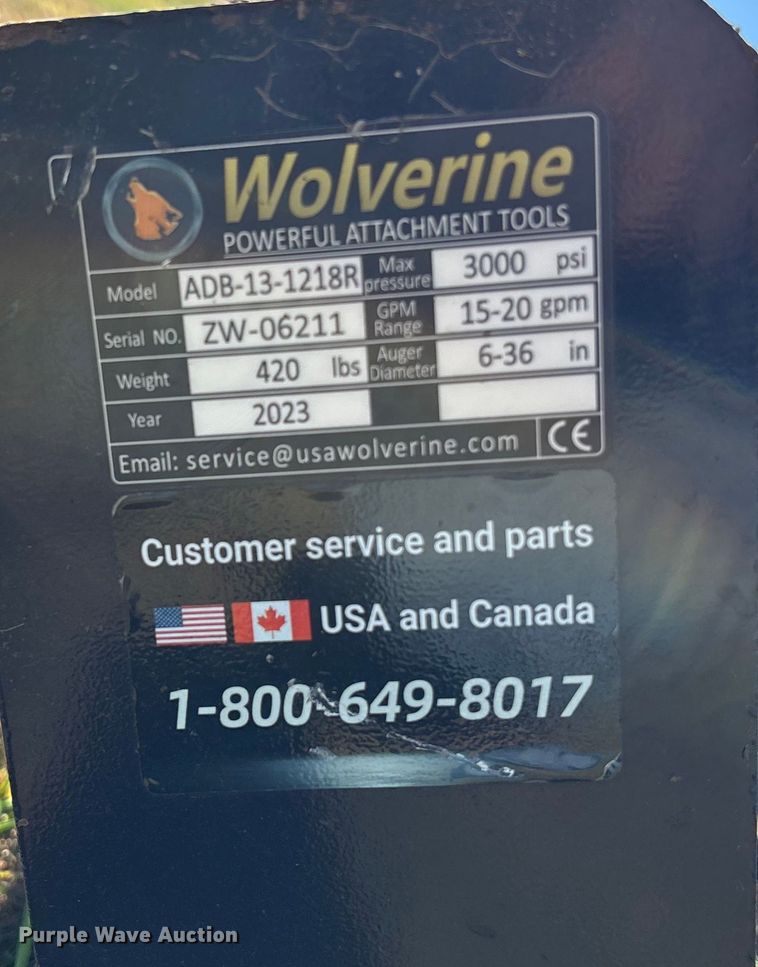 Wolverine
POWERFUL ATTACHMENT TOOLS
Model ADB-13-1218R Max pressure 3000 psi
Serial NO. ZW-06211 GPM Range 15-20 gpm
Weight 420 lbs Auger Diameter 6-36 in
Year 2023
Email: service@usawolverine.com CE
Customer service and parts
USA and Canada
1-800-649-8017
Purple Wave Auction